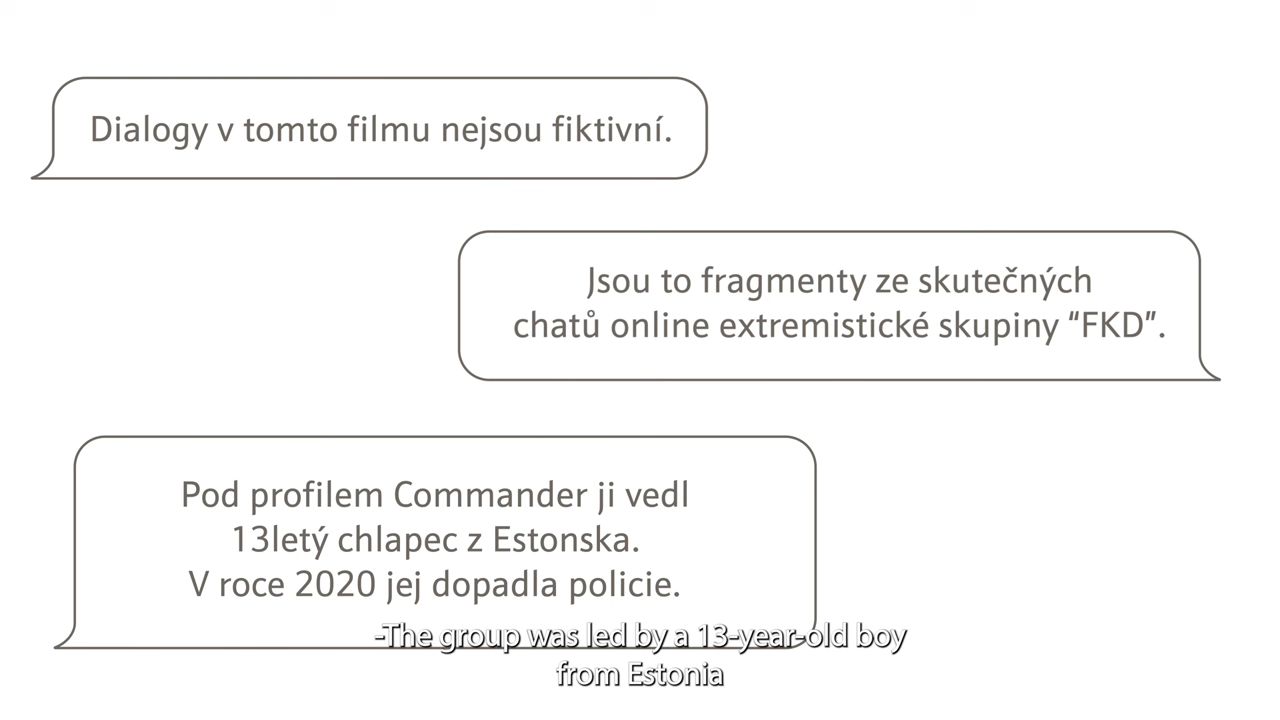 Dialogy v tomto filmu nejsou fiktivní.
Jsou to fragmenty ze skutečných
chatů online extremistické skupiny “FKD”.
Pod profilem Commander ji vedl
13letý chlapec z Estonska.
V roce 2020 jej dopadla policie.
-The group was led by a 13-year-old boy
from Estonia